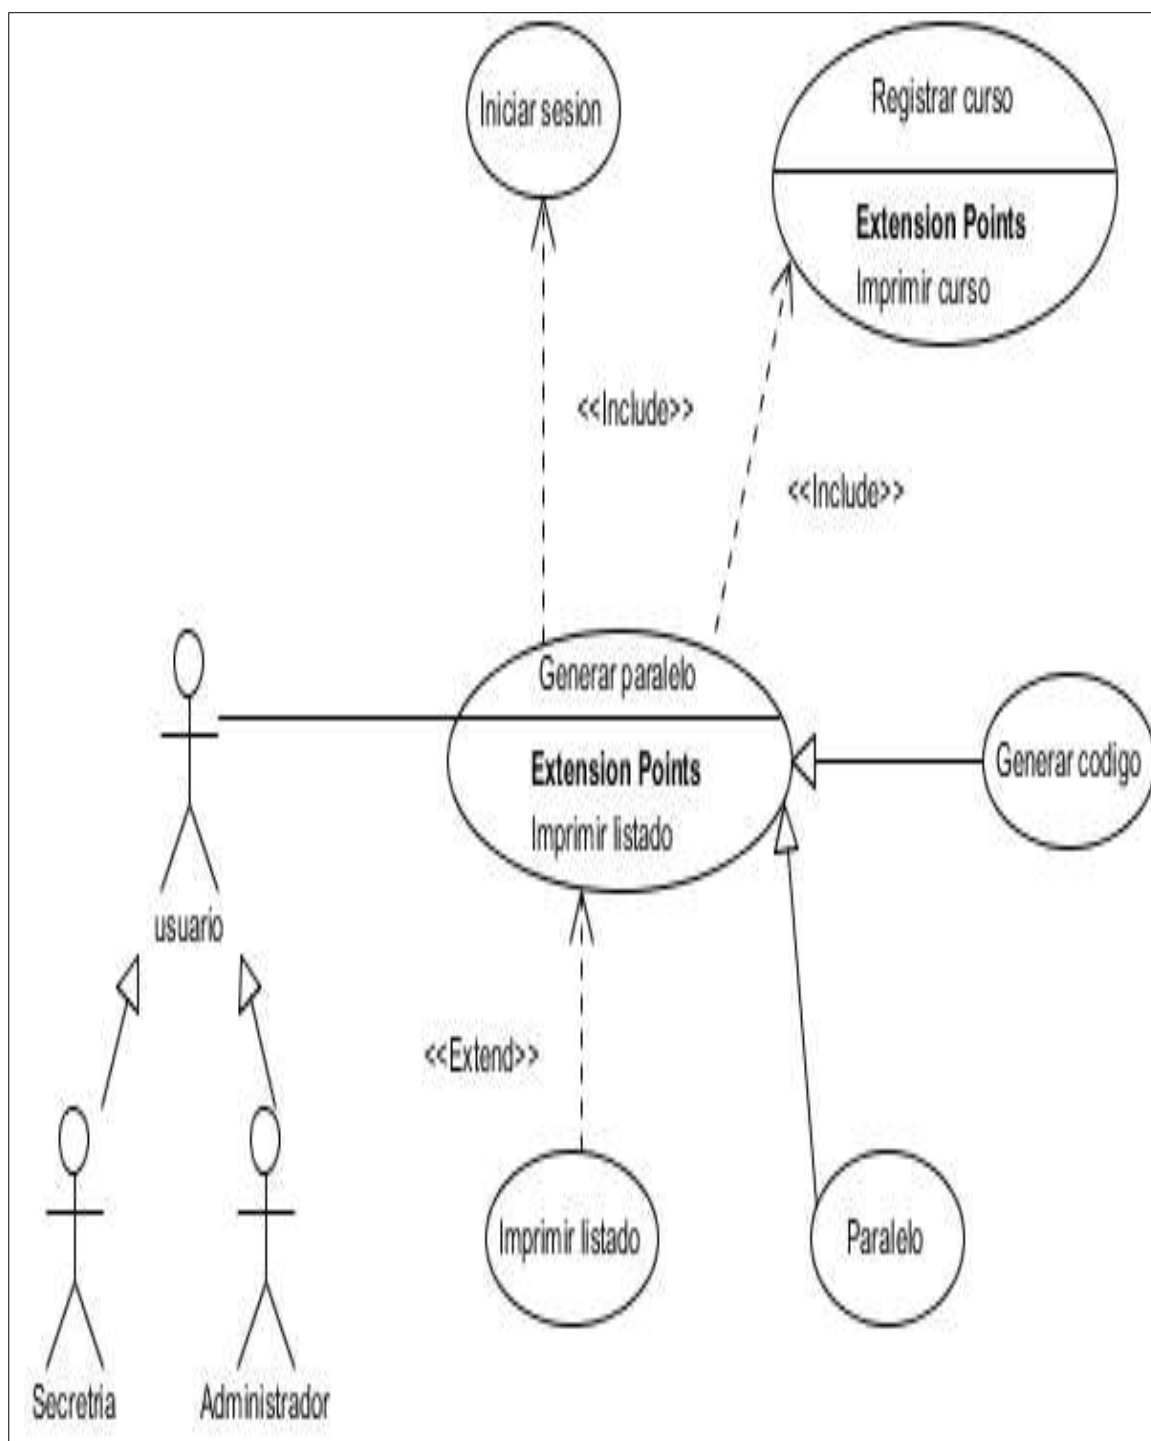 Iniciar sesion
Registrar curso
Extension Points
Imprimir curso
<<Include>>
<<Include>>
Generar paralelo
Extension Points
Imprimir listado
Generar codigo
usuario
<<Extend>>
Imprimir listado
Paralelo
Secretria
Administrador